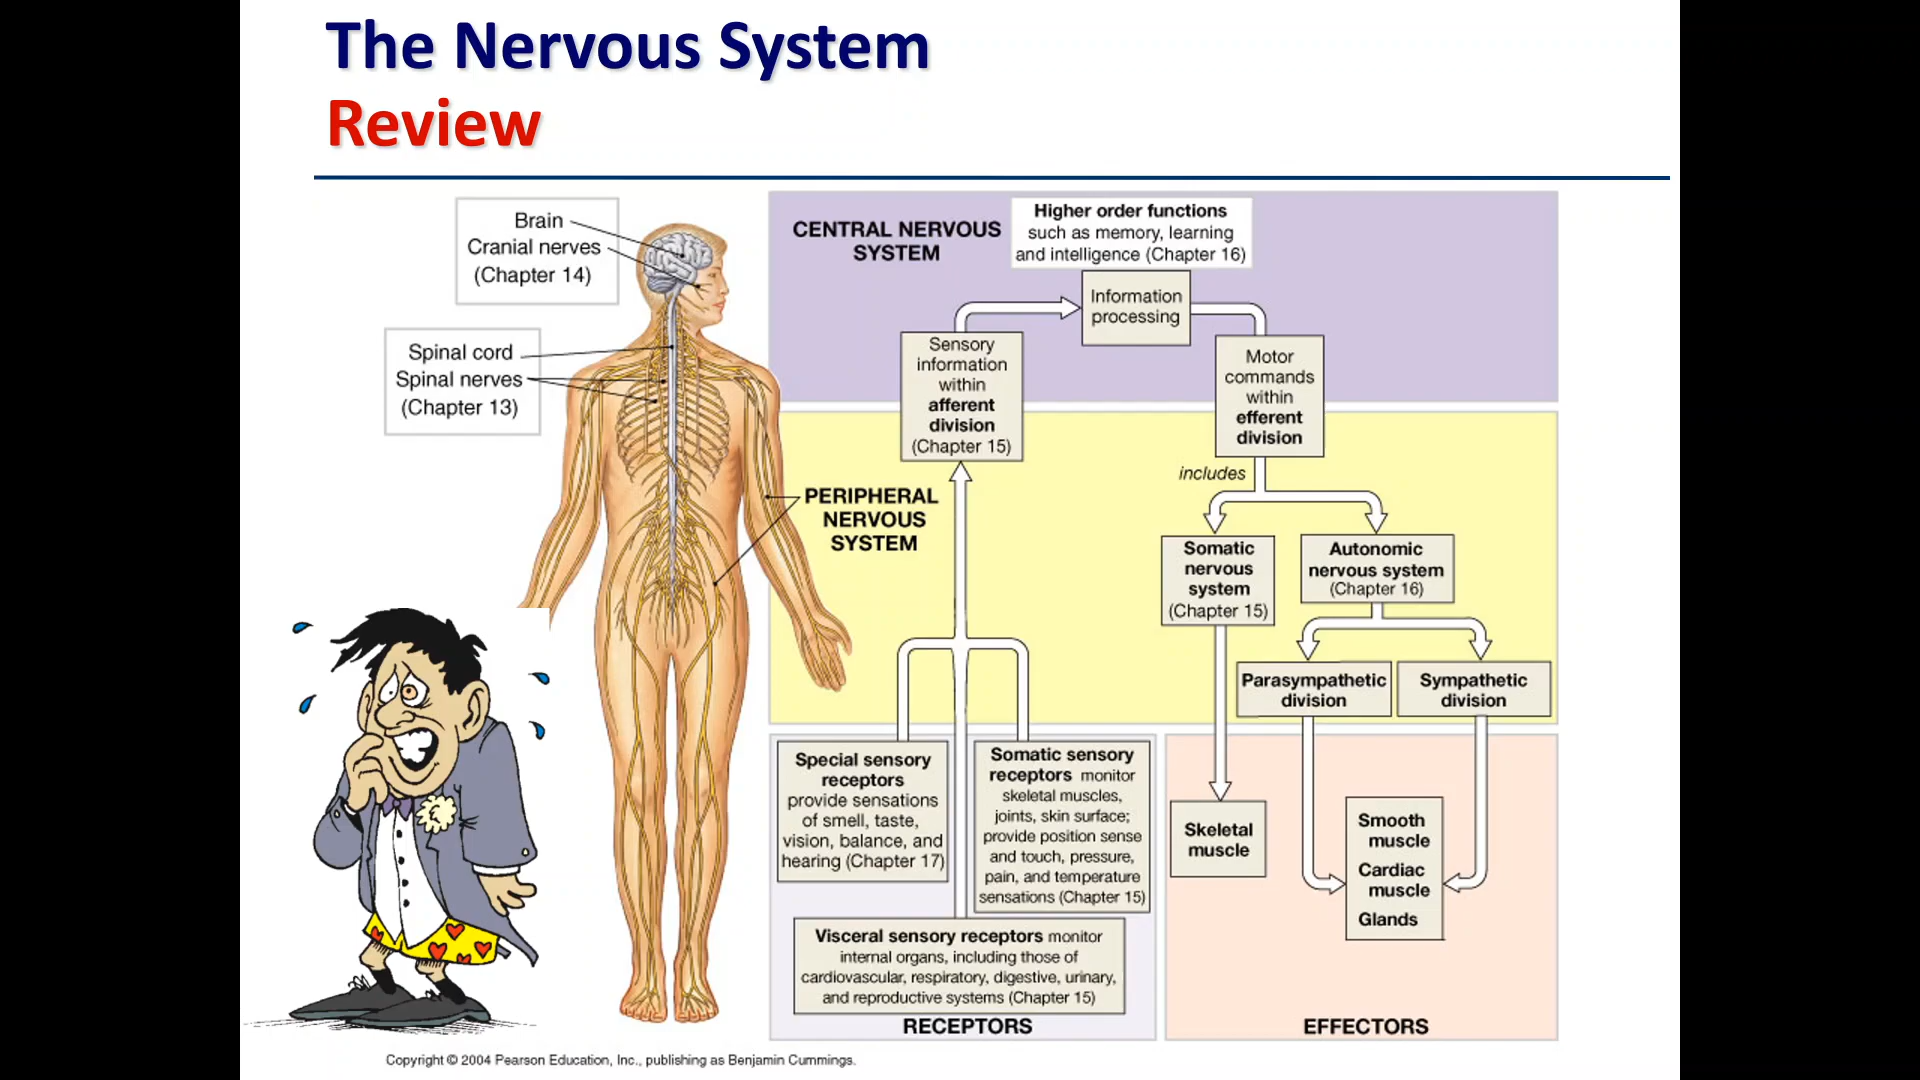 The Nervous System
Review
Brain
Cranial nerves
(Chapter 14)
Spinal cord
Spinal nerves
(Chapter 13)
CENTRAL NERVOUS
SYSTEM
Higher order functions
such as memory, learning
and intelligence (Chapter 16)
Information
processing
Sensory
information
within
afferent
division
(Chapter 15)
Motor
commands
within
efferent
division
includes
PERIPHERAL
NERVOUS
SYSTEM
Somatic
nervous
system
(Chapter 15)
Autonomic
nervous system
(Chapter 16)
Parasympathetic
division
Sympathetic
division
Special sensory
receptors
provide sensations
of smell, taste,
vision, balance, and
hearing (Chapter 17)
Somatic sensory
receptors monitor
skeletal muscles,
joints, skin surface;
provide position sense
and touch, pressure,
pain, and temperature
sensations (Chapter 15)
Visceral sensory receptors monitor
internal organs, including those of
cardiovascular, respiratory, digestive, urinary,
and reproductive systems (Chapter 15)
RECEPTORS
Skeletal
muscle
Smooth
muscle
Cardiac
muscle
Glands
EFFECTORS
Copyright © 2004 Pearson Education, Inc., publishing as Benjamin Cummings.